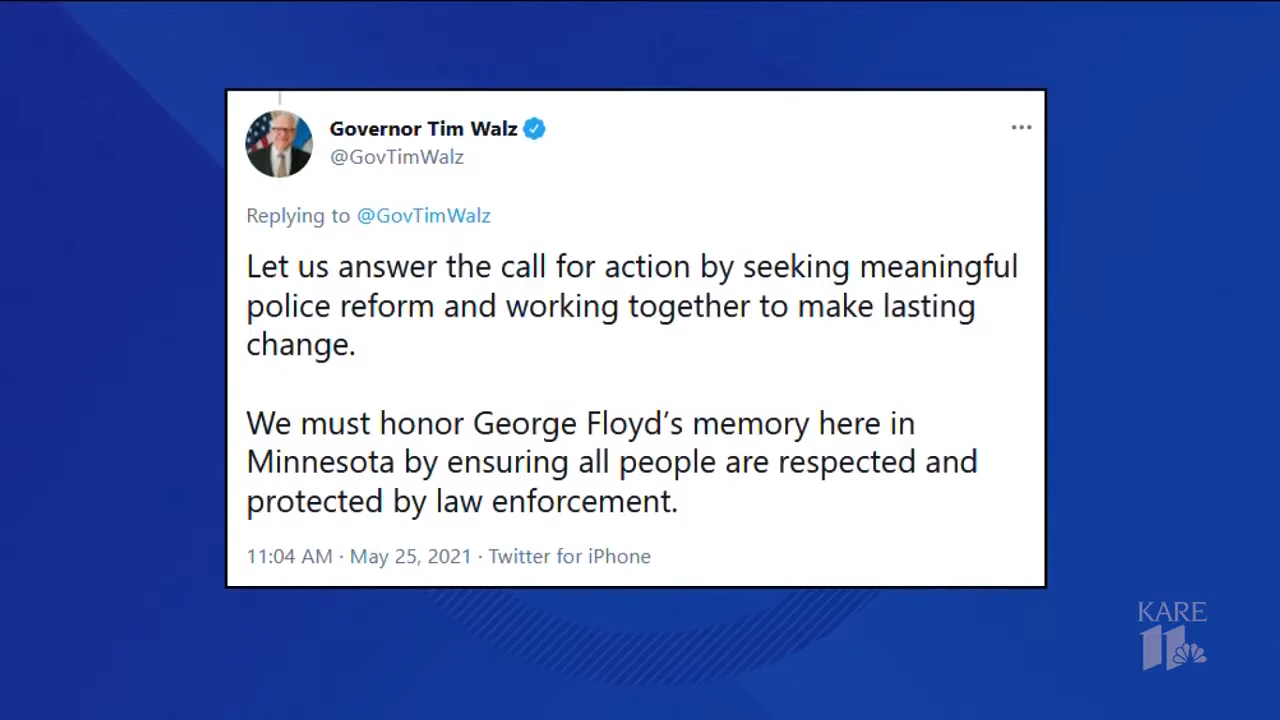 Governor Tim Walz
@GovTimWalz
Replying to @GovTimWalz
Let us answer the call for action by seeking meaningful
police reform and working together to make lasting
change.
We must honor George Floyd’s memory here in
Minnesota by ensuring all people are respected and
protected by law enforcement.
11:04 AM · May 25, 2021 · Twitter for iPhone
KARE
11